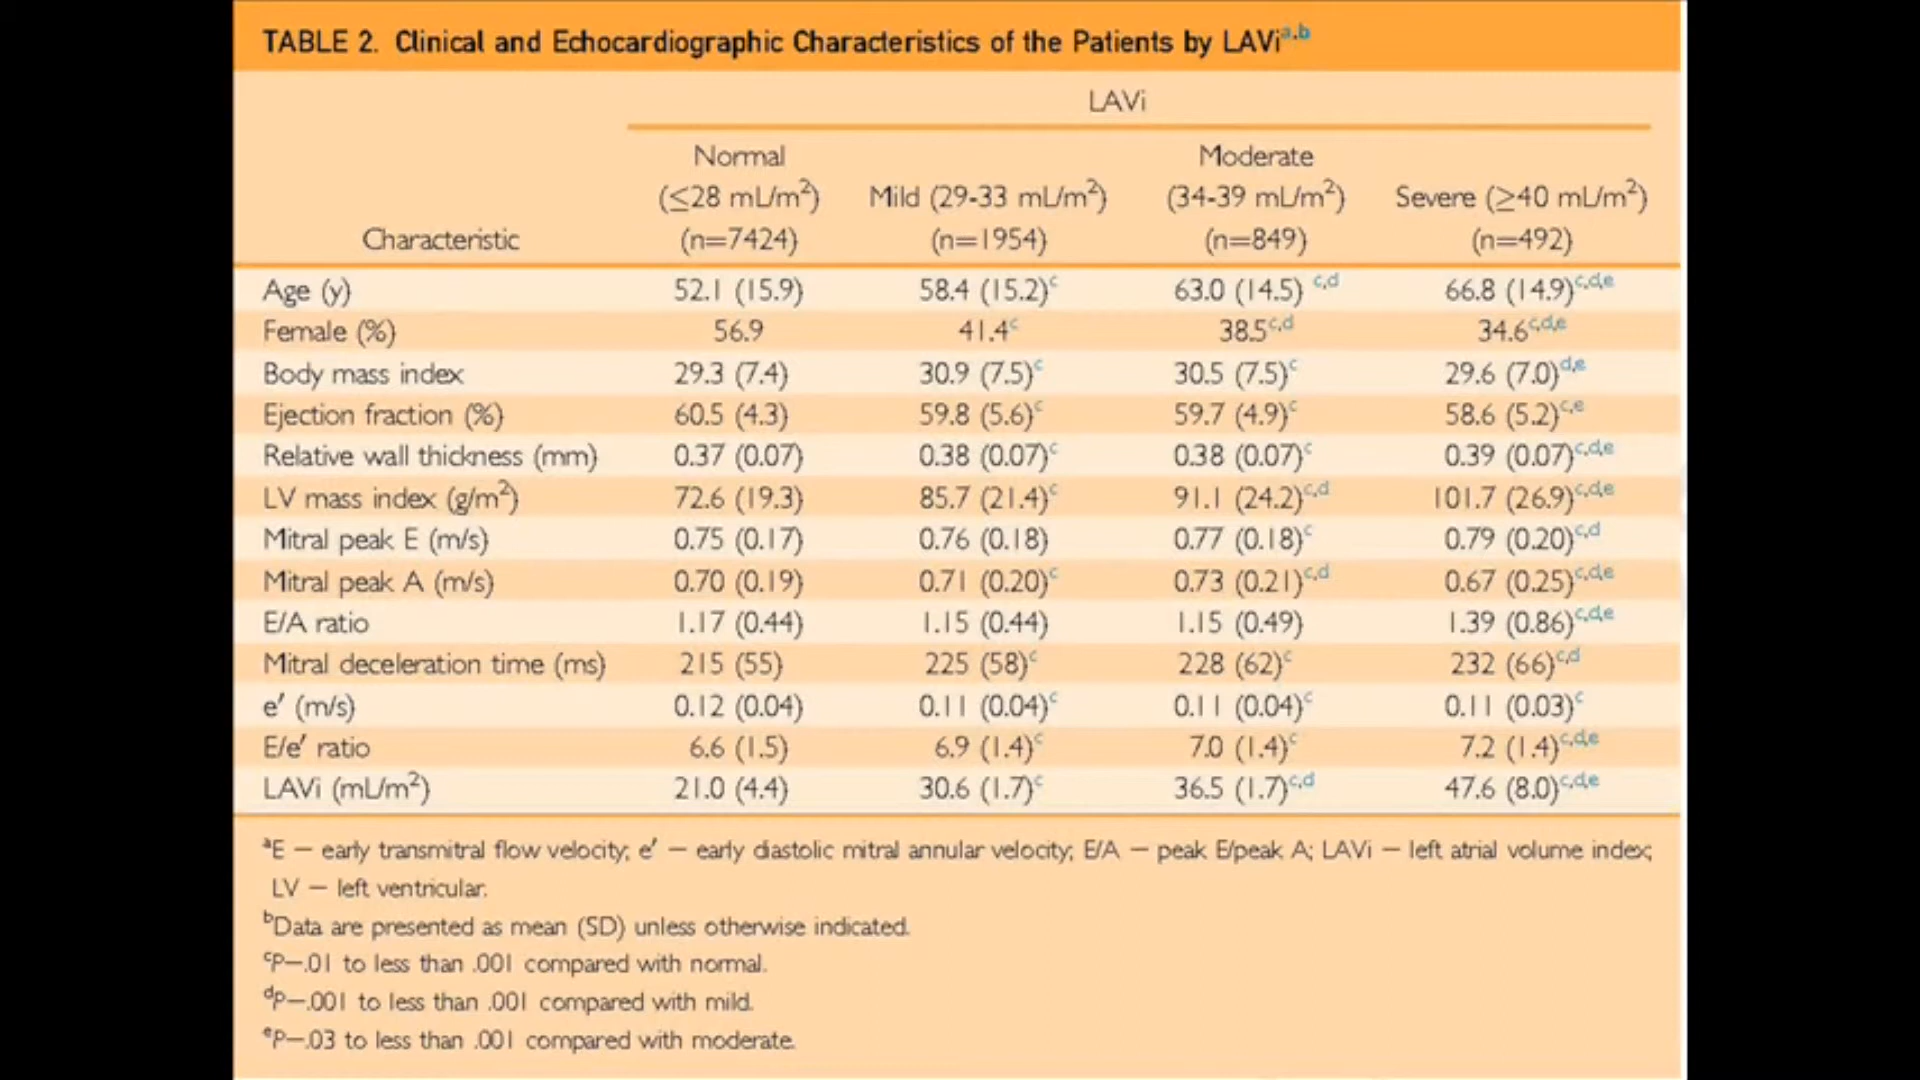 TABLE 2. Clinical and Echocardiographic Characteristics of the Patients by LAViᵃ,ᵇ
LAVi
Normal Moderate
(≤28 mL/m²) Mild (29-33 mL/m²) (34-39 mL/m²) Severe (≥40 mL/m²)
Characteristic (n=7424) (n=1954) (n=849) (n=492)
Age (y) 52.1 (15.9) 58.4 (15.2)ᶜ 63.0 (14.5) ᶜ,ᵈ 66.8 (14.9)ᶜ,ᵈ,ᵉ
Female (%) 56.9 41.4ᶜ 38.5ᶜ,ᵈ 34.6ᶜ,ᵈ,ᵉ
Body mass index 29.3 (7.4) 30.9 (7.5)ᶜ 30.5 (7.5)ᶜ 29.6 (7.0)ᵈ,ᵉ
Ejection fraction (%) 60.5 (4.3) 59.8 (5.6)ᶜ 59.7 (4.9)ᶜ 58.6 (5.2)ᶜ,ᵉ
Relative wall thickness (mm) 0.37 (0.07) 0.38 (0.07)ᶜ 0.38 (0.07)ᶜ 0.39 (0.07)ᶜ,ᵈ,ᵉ
LV mass index (g/m²) 72.6 (19.3) 85.7 (21.4)ᶜ 91.1 (24.2)ᶜ,ᵈ 101.7 (26.9)ᶜ,ᵈ,ᵉ
Mitral peak E (m/s) 0.75 (0.17) 0.76 (0.18) 0.77 (0.18)ᶜ 0.79 (0.20)ᶜ,ᵈ
Mitral peak A (m/s) 0.70 (0.19) 0.71 (0.20)ᶜ 0.73 (0.21)ᶜ,ᵈ 0.67 (0.25)ᶜ,ᵈ,ᵉ
E/A ratio 1.17 (0.44) 1.15 (0.44) 1.15 (0.49) 1.39 (0.86)ᶜ,ᵈ,ᵉ
Mitral deceleration time (ms) 215 (55) 225 (58)ᶜ 228 (62)ᶜ 232 (66)ᶜ,ᵈ
e′ (m/s) 0.12 (0.04) 0.11 (0.04)ᶜ 0.11 (0.04)ᶜ 0.11 (0.03)ᶜ
E/e′ ratio 6.6 (1.5) 6.9 (1.4)ᶜ 7.0 (1.4)ᶜ 7.2 (1.4)ᶜ,ᵈ,ᵉ
LAVi (mL/m²) 21.0 (4.4) 30.6 (1.7)ᶜ 36.5 (1.7)ᶜ,ᵈ 47.6 (8.0)ᶜ,ᵈ,ᵉ
ᵃE — early transmitral flow velocity; e′ — early diastolic mitral annular velocity; E/A — peak E/peak A; LAVi — left atrial volume index;
LV — left ventricular.
ᵇData are presented as mean (SD) unless otherwise indicated.
ᶜP—.01 to less than .001 compared with normal.
ᵈP—.001 to less than .001 compared with mild.
ᵉP—.03 to less than .001 compared with moderate.